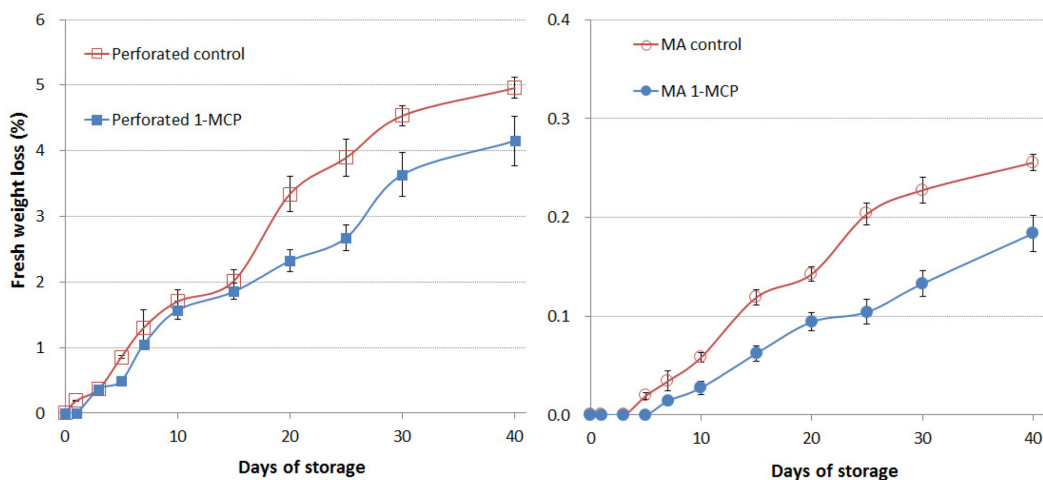 6
5
4
3
2
1
0
Fresh weight loss (%)
Perforated control
Perforated 1-MCP
0 10 20 30 40
Days of storage
0.4
0.3
0.2
0.1
0.0
MA control
MA 1-MCP
0 10 20 30 40
Days of storage